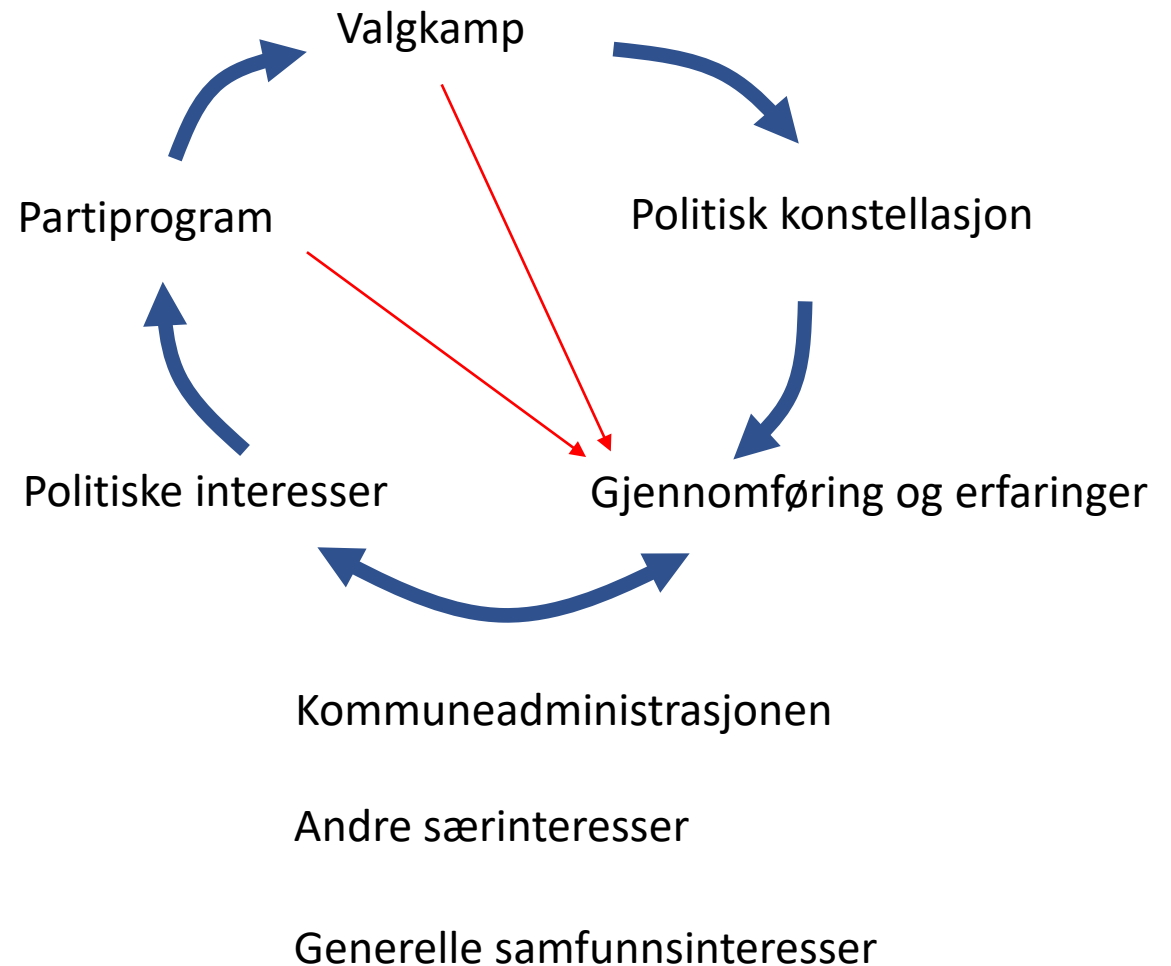 Valgkamp
Partiprogram
Politisk konstellasjon
Politiske interesser
Gjennomføring og erfaringer
Kommuneadministrasjonen
Andre særinteresser
Generelle samfunnsinteresser